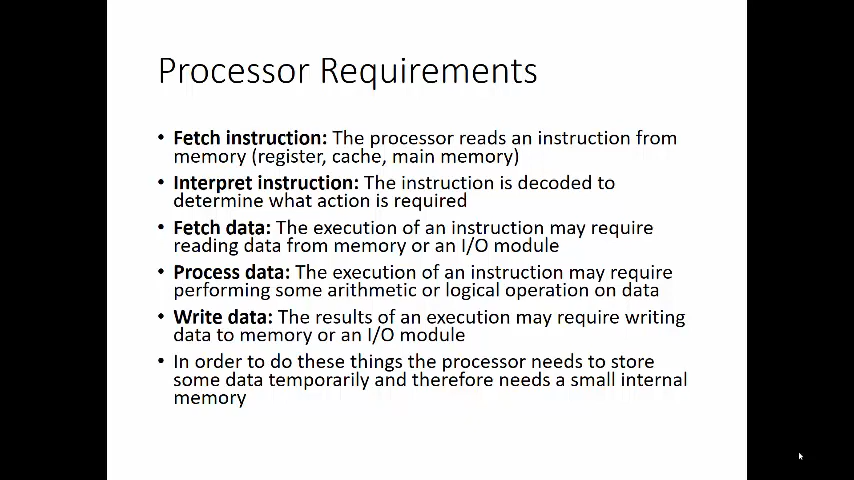 Processor Requirements
• Fetch instruction: The processor reads an instruction from
memory (register, cache, main memory)
• Interpret instruction: The instruction is decoded to
determine what action is required
• Fetch data: The execution of an instruction may require
reading data from memory or an I/O module
• Process data: The execution of an instruction may require
performing some arithmetic or logical operation on data
• Write data: The results of an execution may require writing
data to memory or an I/O module
• In order to do these things the processor needs to store
some data temporarily and therefore needs a small internal
memory